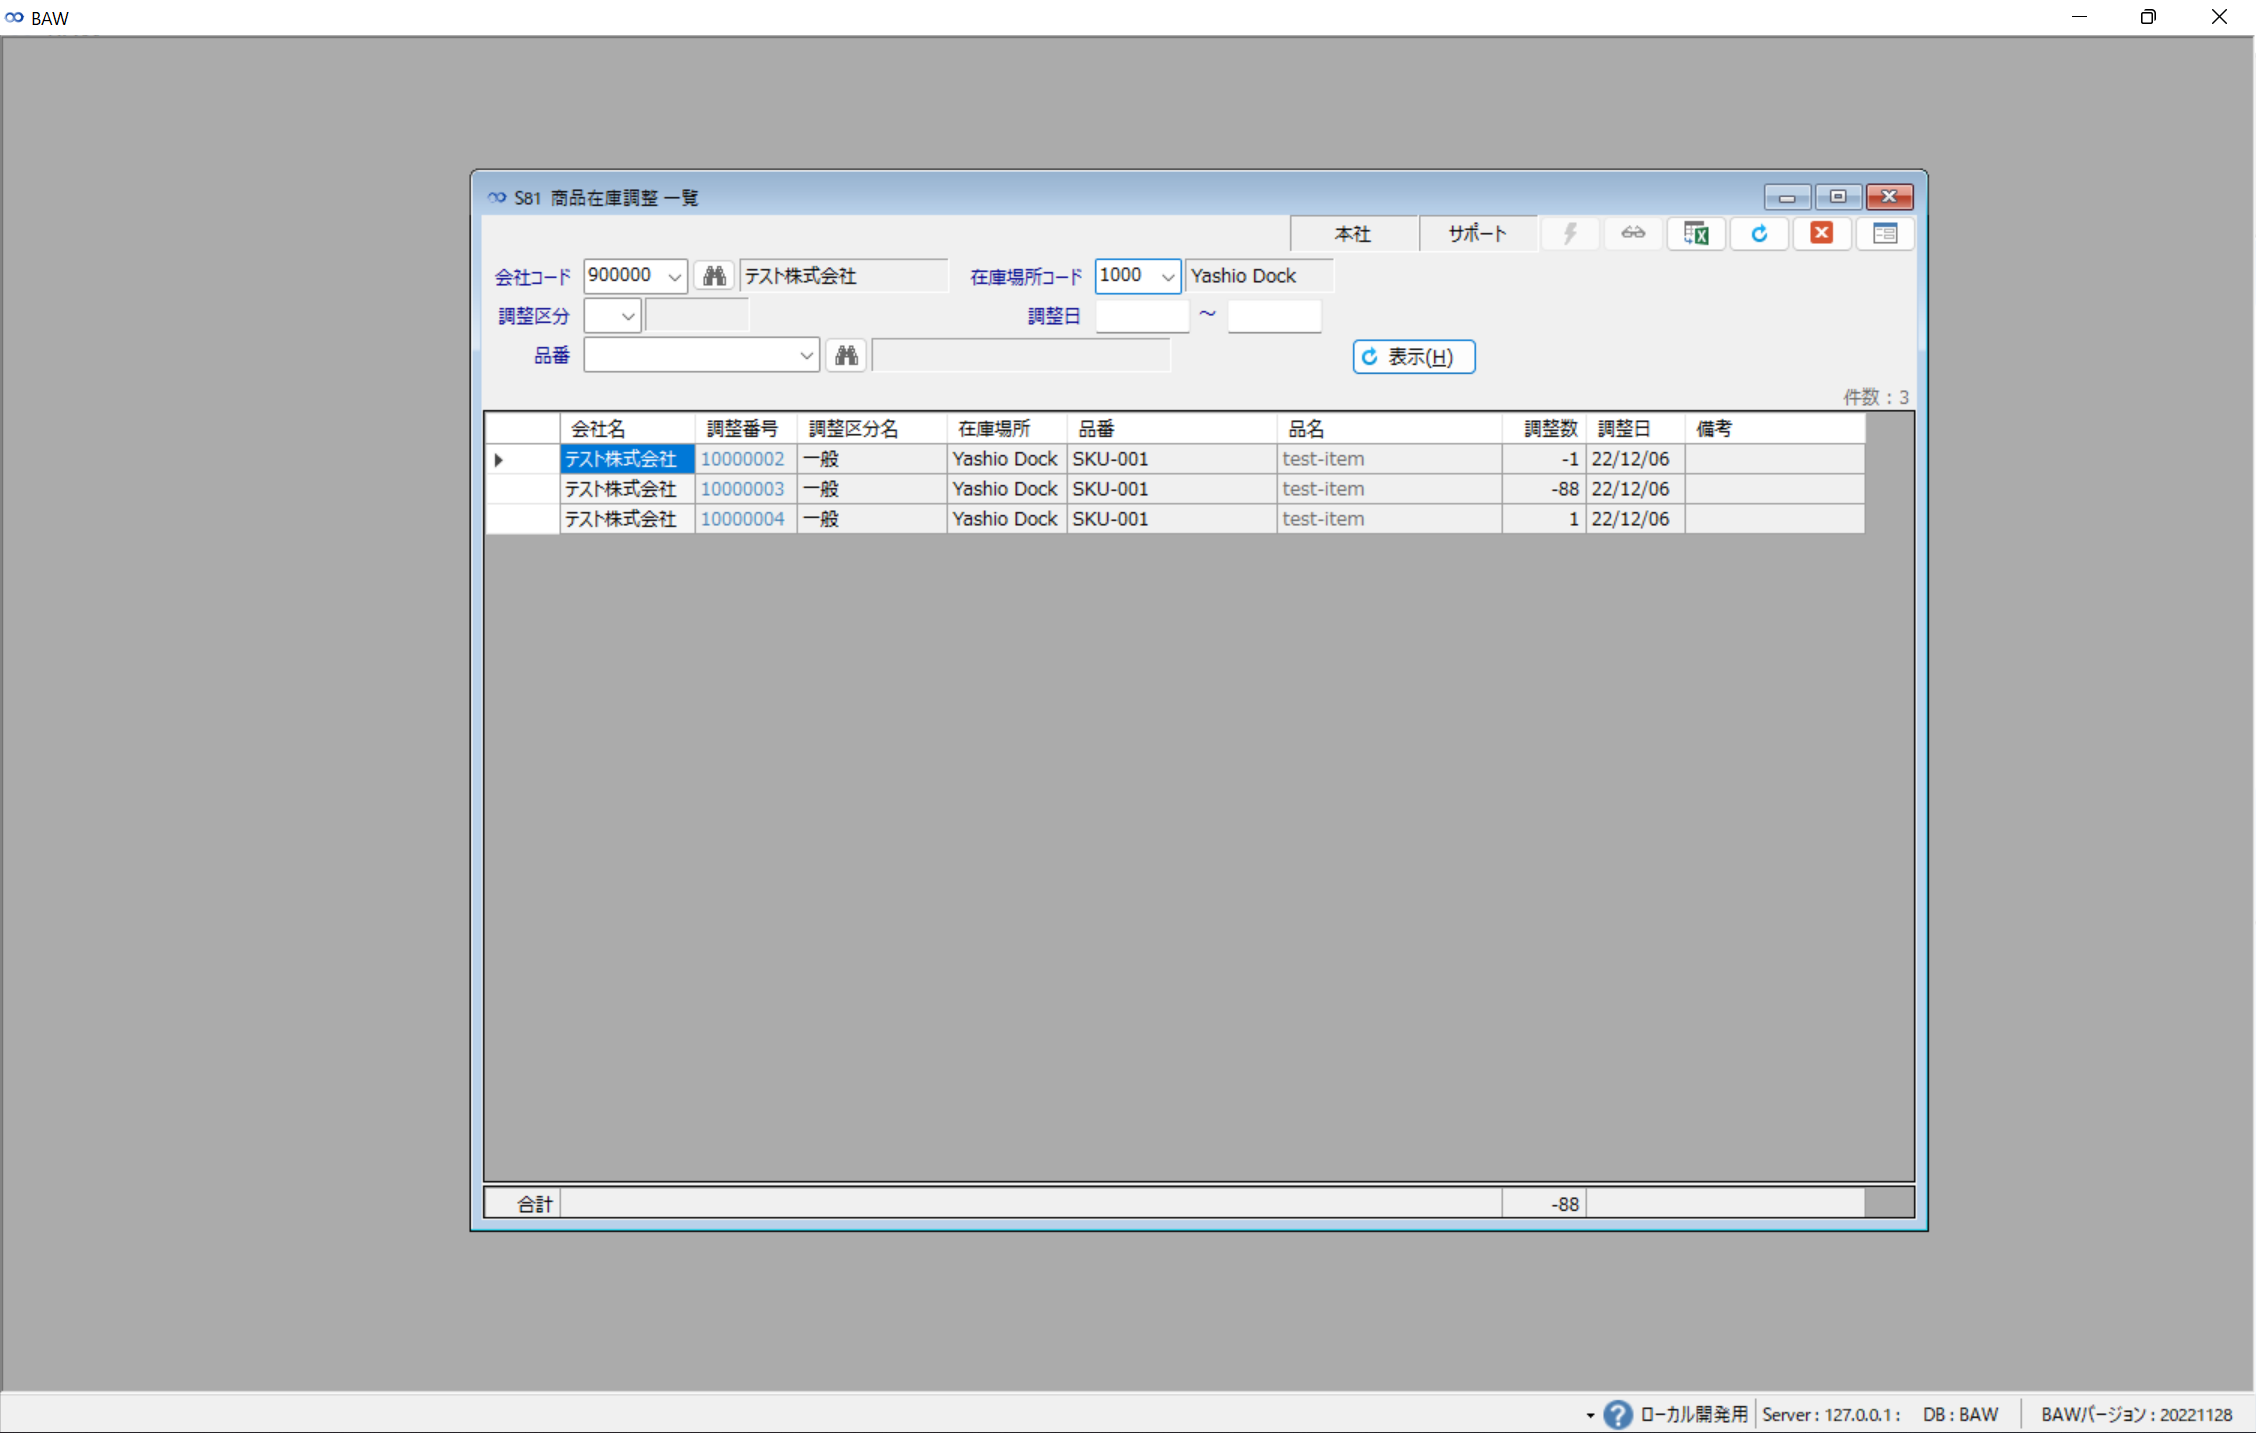 BAW
S81 商品在庫調整 一覧
本社 サポート
会社コード 900000 テスト株式会社 在庫場所コード 1000 Yashio Dock
調整区分 調整日 ～
品番 表示(H)
件数 : 3
会社名 調整番号 調整区分名 在庫場所 品番 品名 調整数 調整日 備考
テスト株式会社 10000002 一般 Yashio Dock SKU-001 test-item -1 22/12/06
テスト株式会社 10000003 一般 Yashio Dock SKU-001 test-item -88 22/12/06
テスト株式会社 10000004 一般 Yashio Dock SKU-001 test-item 1 22/12/06
合計 -88
ローカル開発用 Server : 127.0.0.1 : DB : BAW BAWバージョン : 20221128